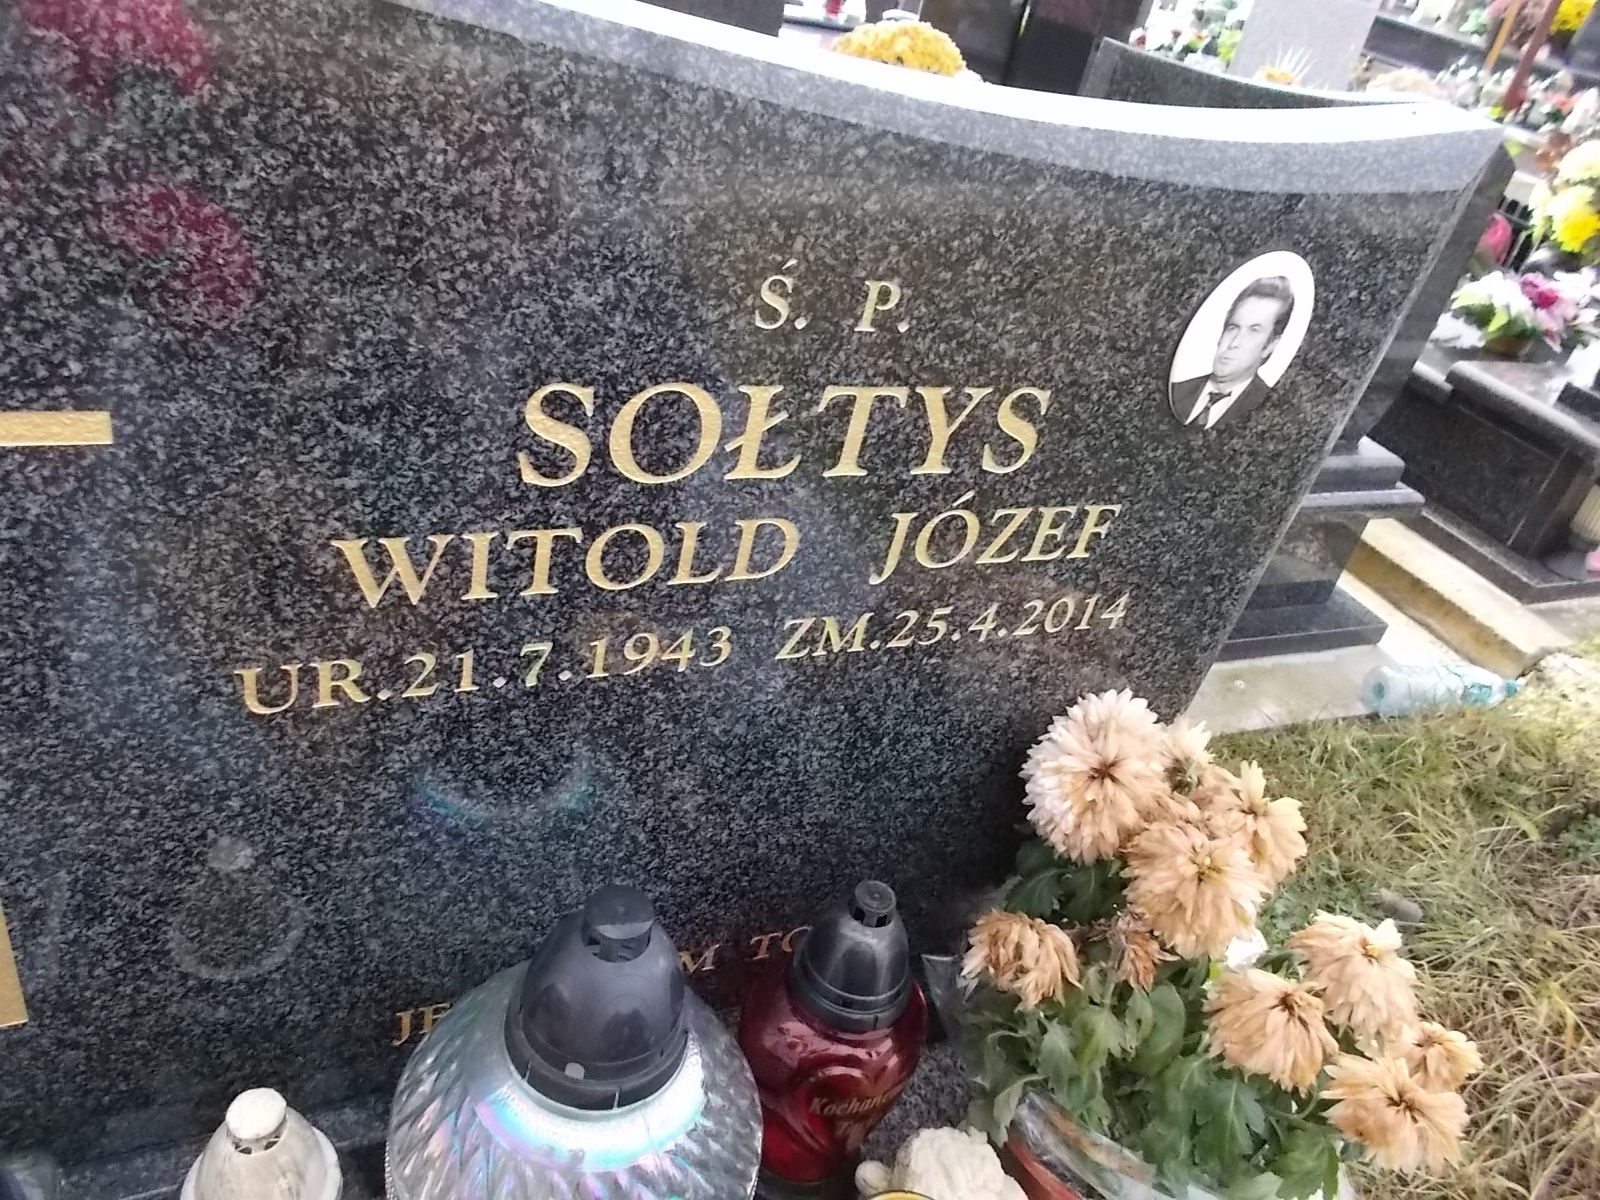 Ś. P.
SOŁTYS
WITOLD JÓZEF
UR.21.7.1943 ZM.25.4.2014